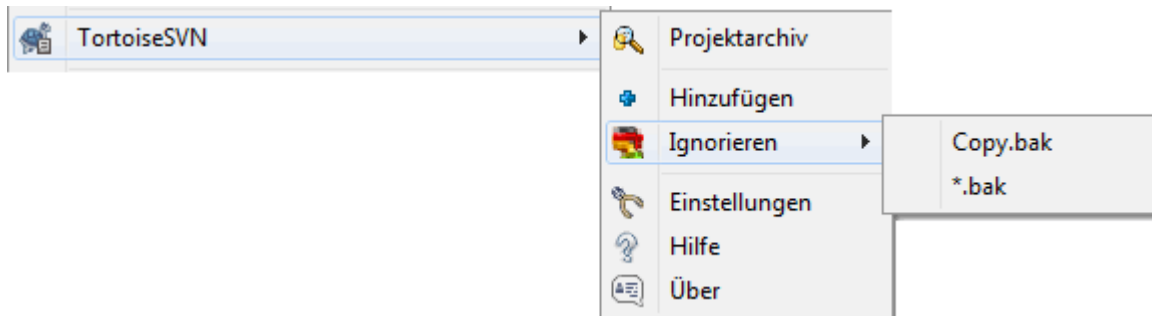 TortoiseSVN
Projektarchiv
Hinzufügen
Ignorieren
Copy.bak
*.bak
Einstellungen
Hilfe
Über